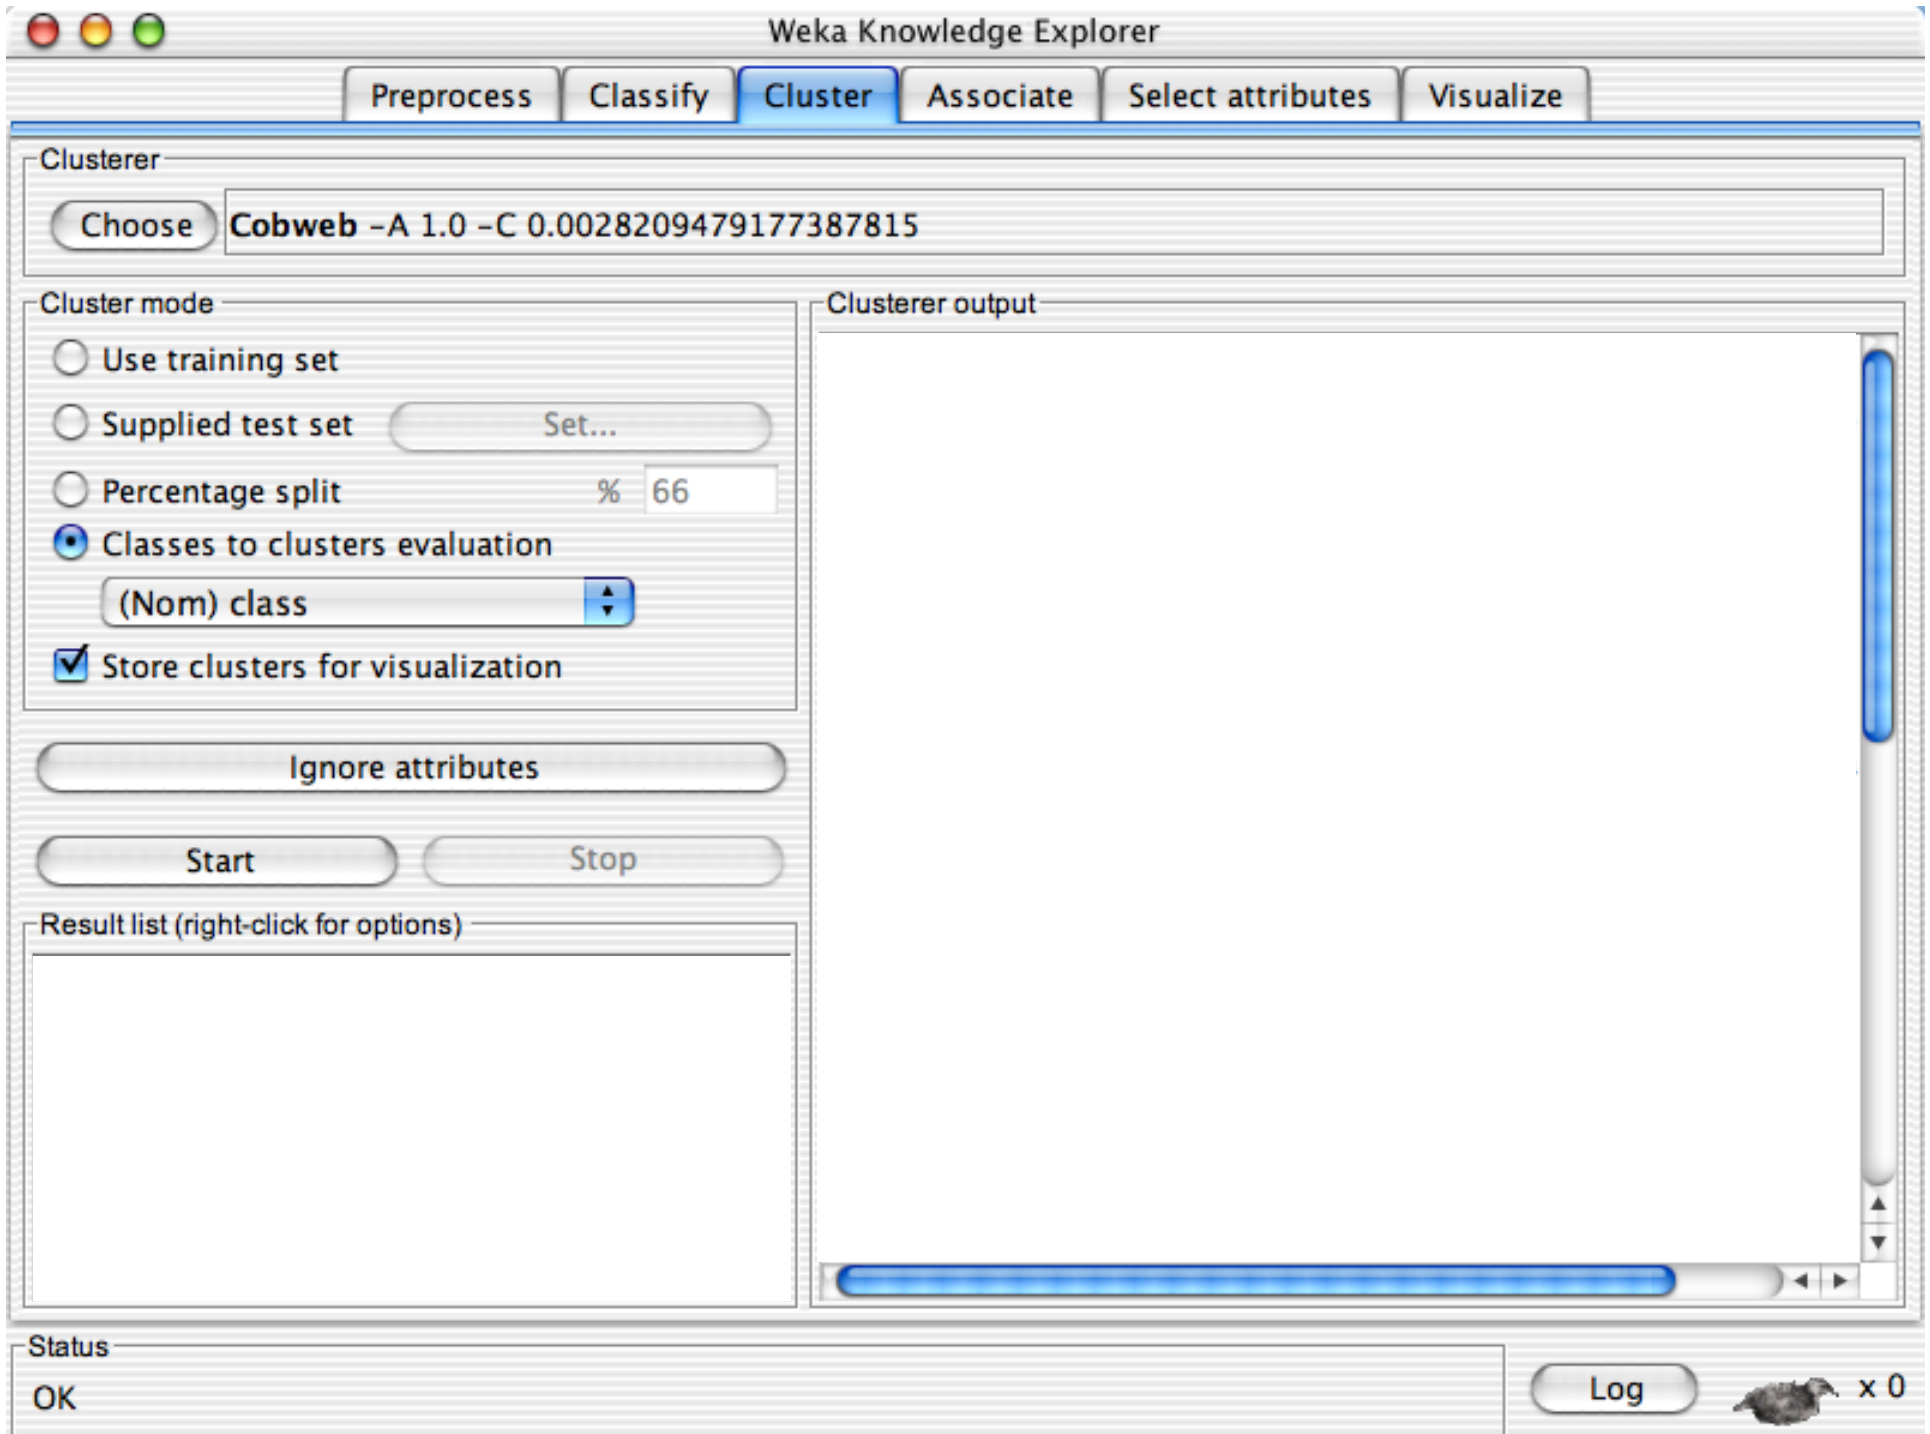 Weka Knowledge Explorer
Preprocess Classify Cluster Associate Select attributes Visualize
Clusterer
Choose Cobweb -A 1.0 -C 0.0028209479177387815
Cluster mode
Use training set
Supplied test set Set...
Percentage split % 66
Classes to clusters evaluation
(Nom) class
Store clusters for visualization
Ignore attributes
Start Stop
Result list (right-click for options)
Clusterer output
Status
OK
Log x 0